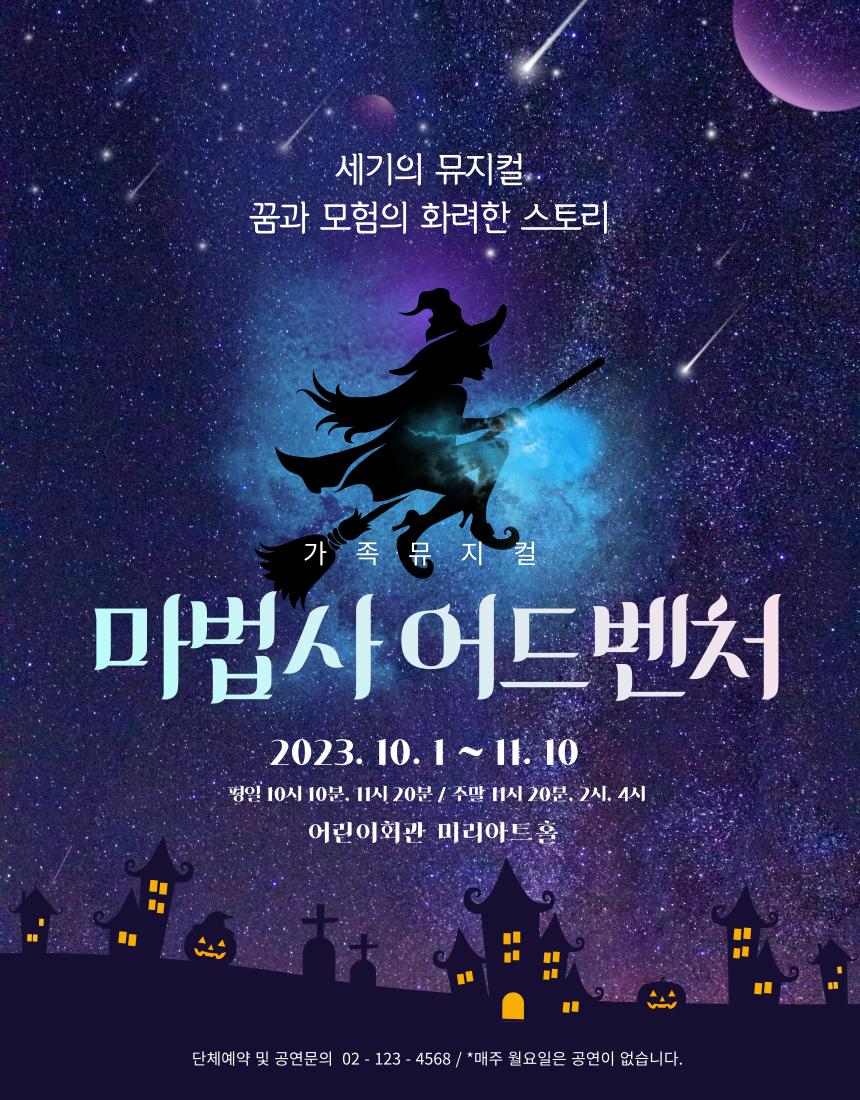 세기의 뮤지컬
꿈과 모험의 화려한 스토리
가 족 뮤 지 컬
마법사 어드벤처
2023. 10. 1 ~ 11. 10
평일 10시 10분, 11시 20분 / 주말 11시 20분, 2시, 4시
어린이회관 미리아트홀
단체예약 및 공연문의 02 - 123 - 4568 / *매주 월요일은 공연이 없습니다.